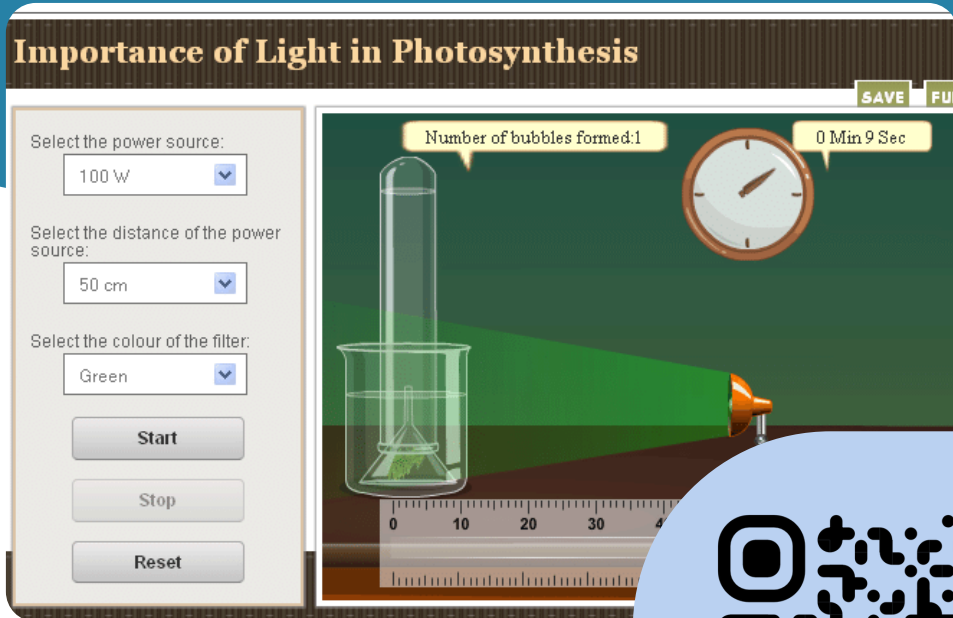 Importance of Light in Photosynthesis
SAVE
Select the power source:
100 W
Select the distance of the power
source:
50 cm
Select the colour of the filter:
Green
Start
Stop
Reset
Number of bubbles formed:1
0 Min 9 Sec
0 10 20 30